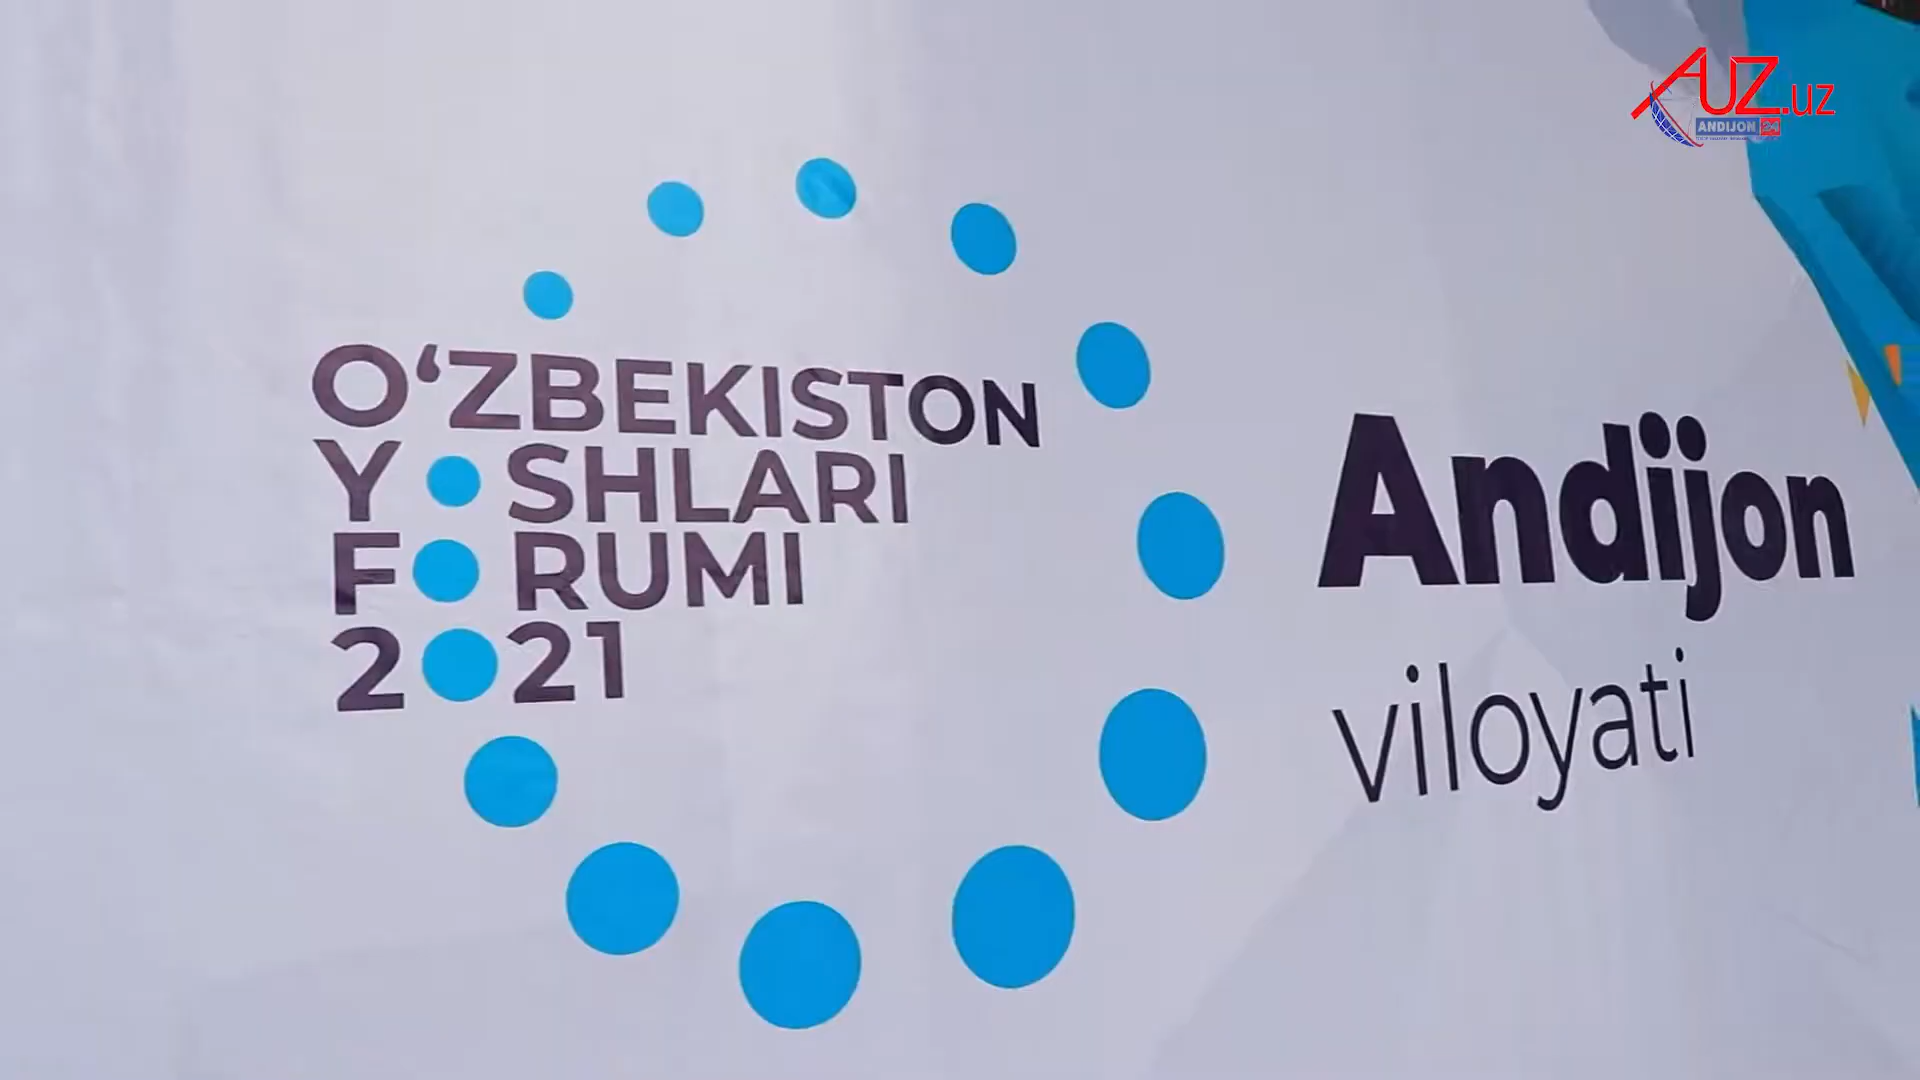 AUZ.uz
ANDIJON 24
O‘ZBEKISTON
YOSHLARI
FORUMI
2021
Andijon
viloyati